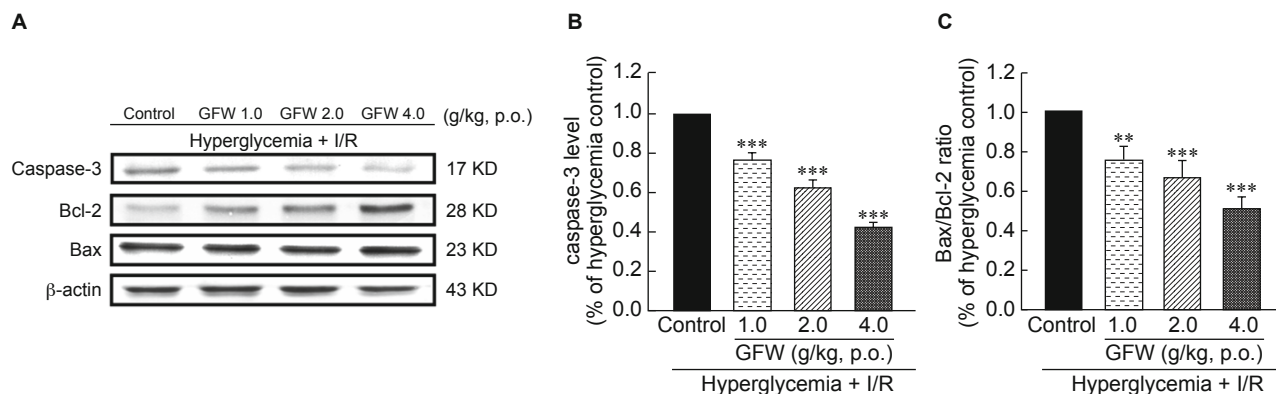 A
Control GFW 1.0 GFW 2.0 GFW 4.0 (g/kg, p.o.)
Hyperglycemia + I/R
Caspase-3 17 KD
Bcl-2 28 KD
Bax 23 KD
β-actin 43 KD
B
caspase-3 level
(% of hyperglycemia control)
1.2
1.0
0.8
0.6
0.4
0.2
0.0
***
***
***
Control 1.0 2.0 4.0
GFW (g/kg, p.o.)
Hyperglycemia + I/R
C
Bax/Bcl-2 ratio
(% of hyperglycemia control)
1.2
1.0
0.8
0.6
0.4
0.2
0.0
**
***
***
Control 1.0 2.0 4.0
GFW (g/kg, p.o.)
Hyperglycemia + I/R